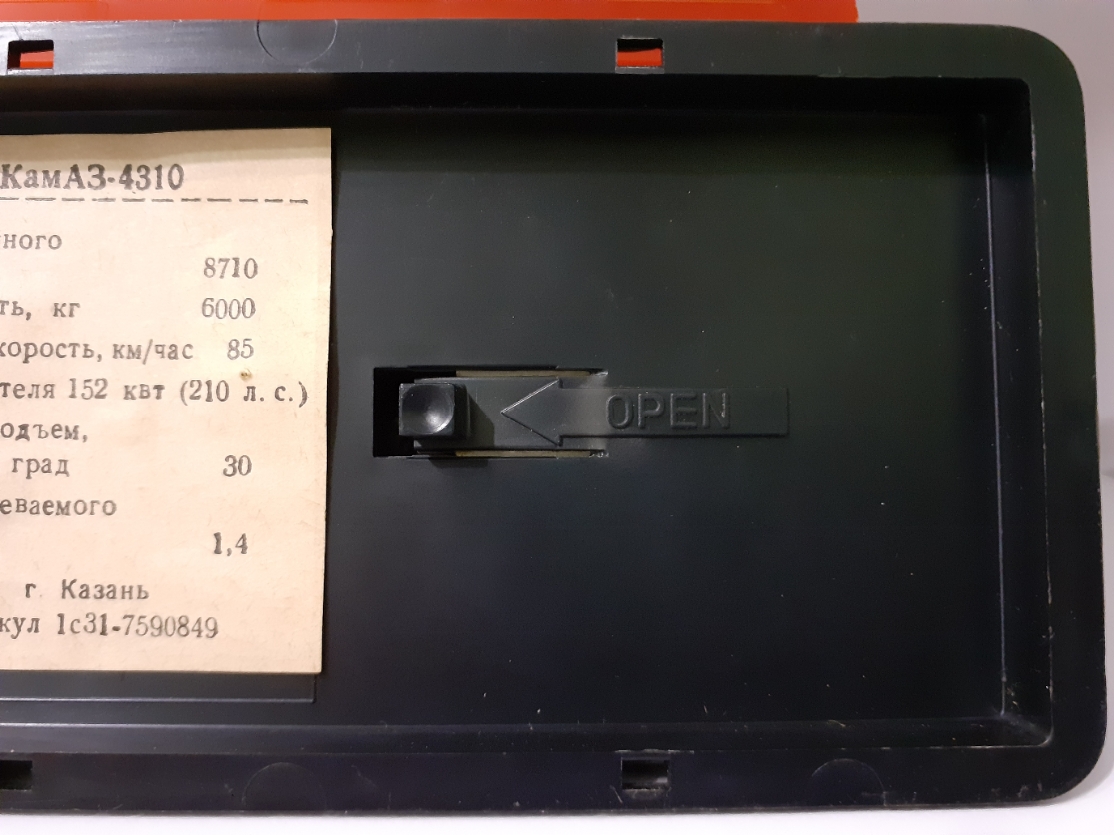 КамАЗ-4310
ного
8710
ть, кг 6000
корость, км/час 85
теля 152 квт (210 л. с.)
одъем,
град 30
еваемого
1,4
г Казань
кул 1с31-7590849
OPEN